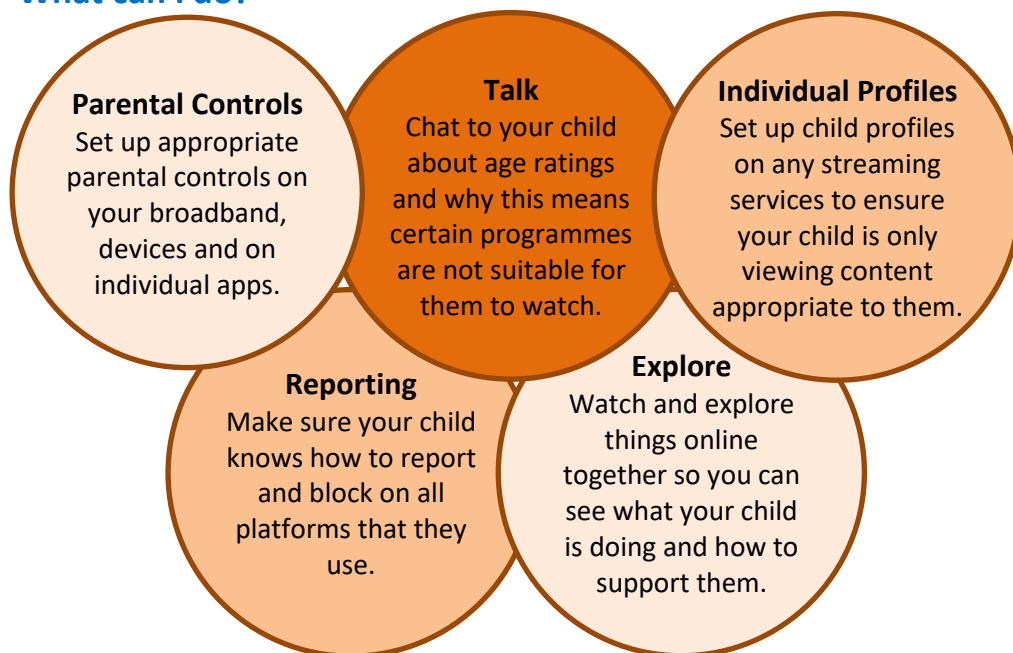 What can I do?
Parental Controls
Set up appropriate
parental controls on
your broadband,
devices and on
individual apps.
Talk
Chat to your child
about age ratings
and why this means
certain programmes
are not suitable for
them to watch.
Individual Profiles
Set up child profiles
on any streaming
services to ensure
your child is only
viewing content
appropriate to them.
Reporting
Make sure your child
knows how to report
and block on all
platforms that they
use.
Explore
Watch and explore
things online
together so you can
see what your child
is doing and how to
support them.